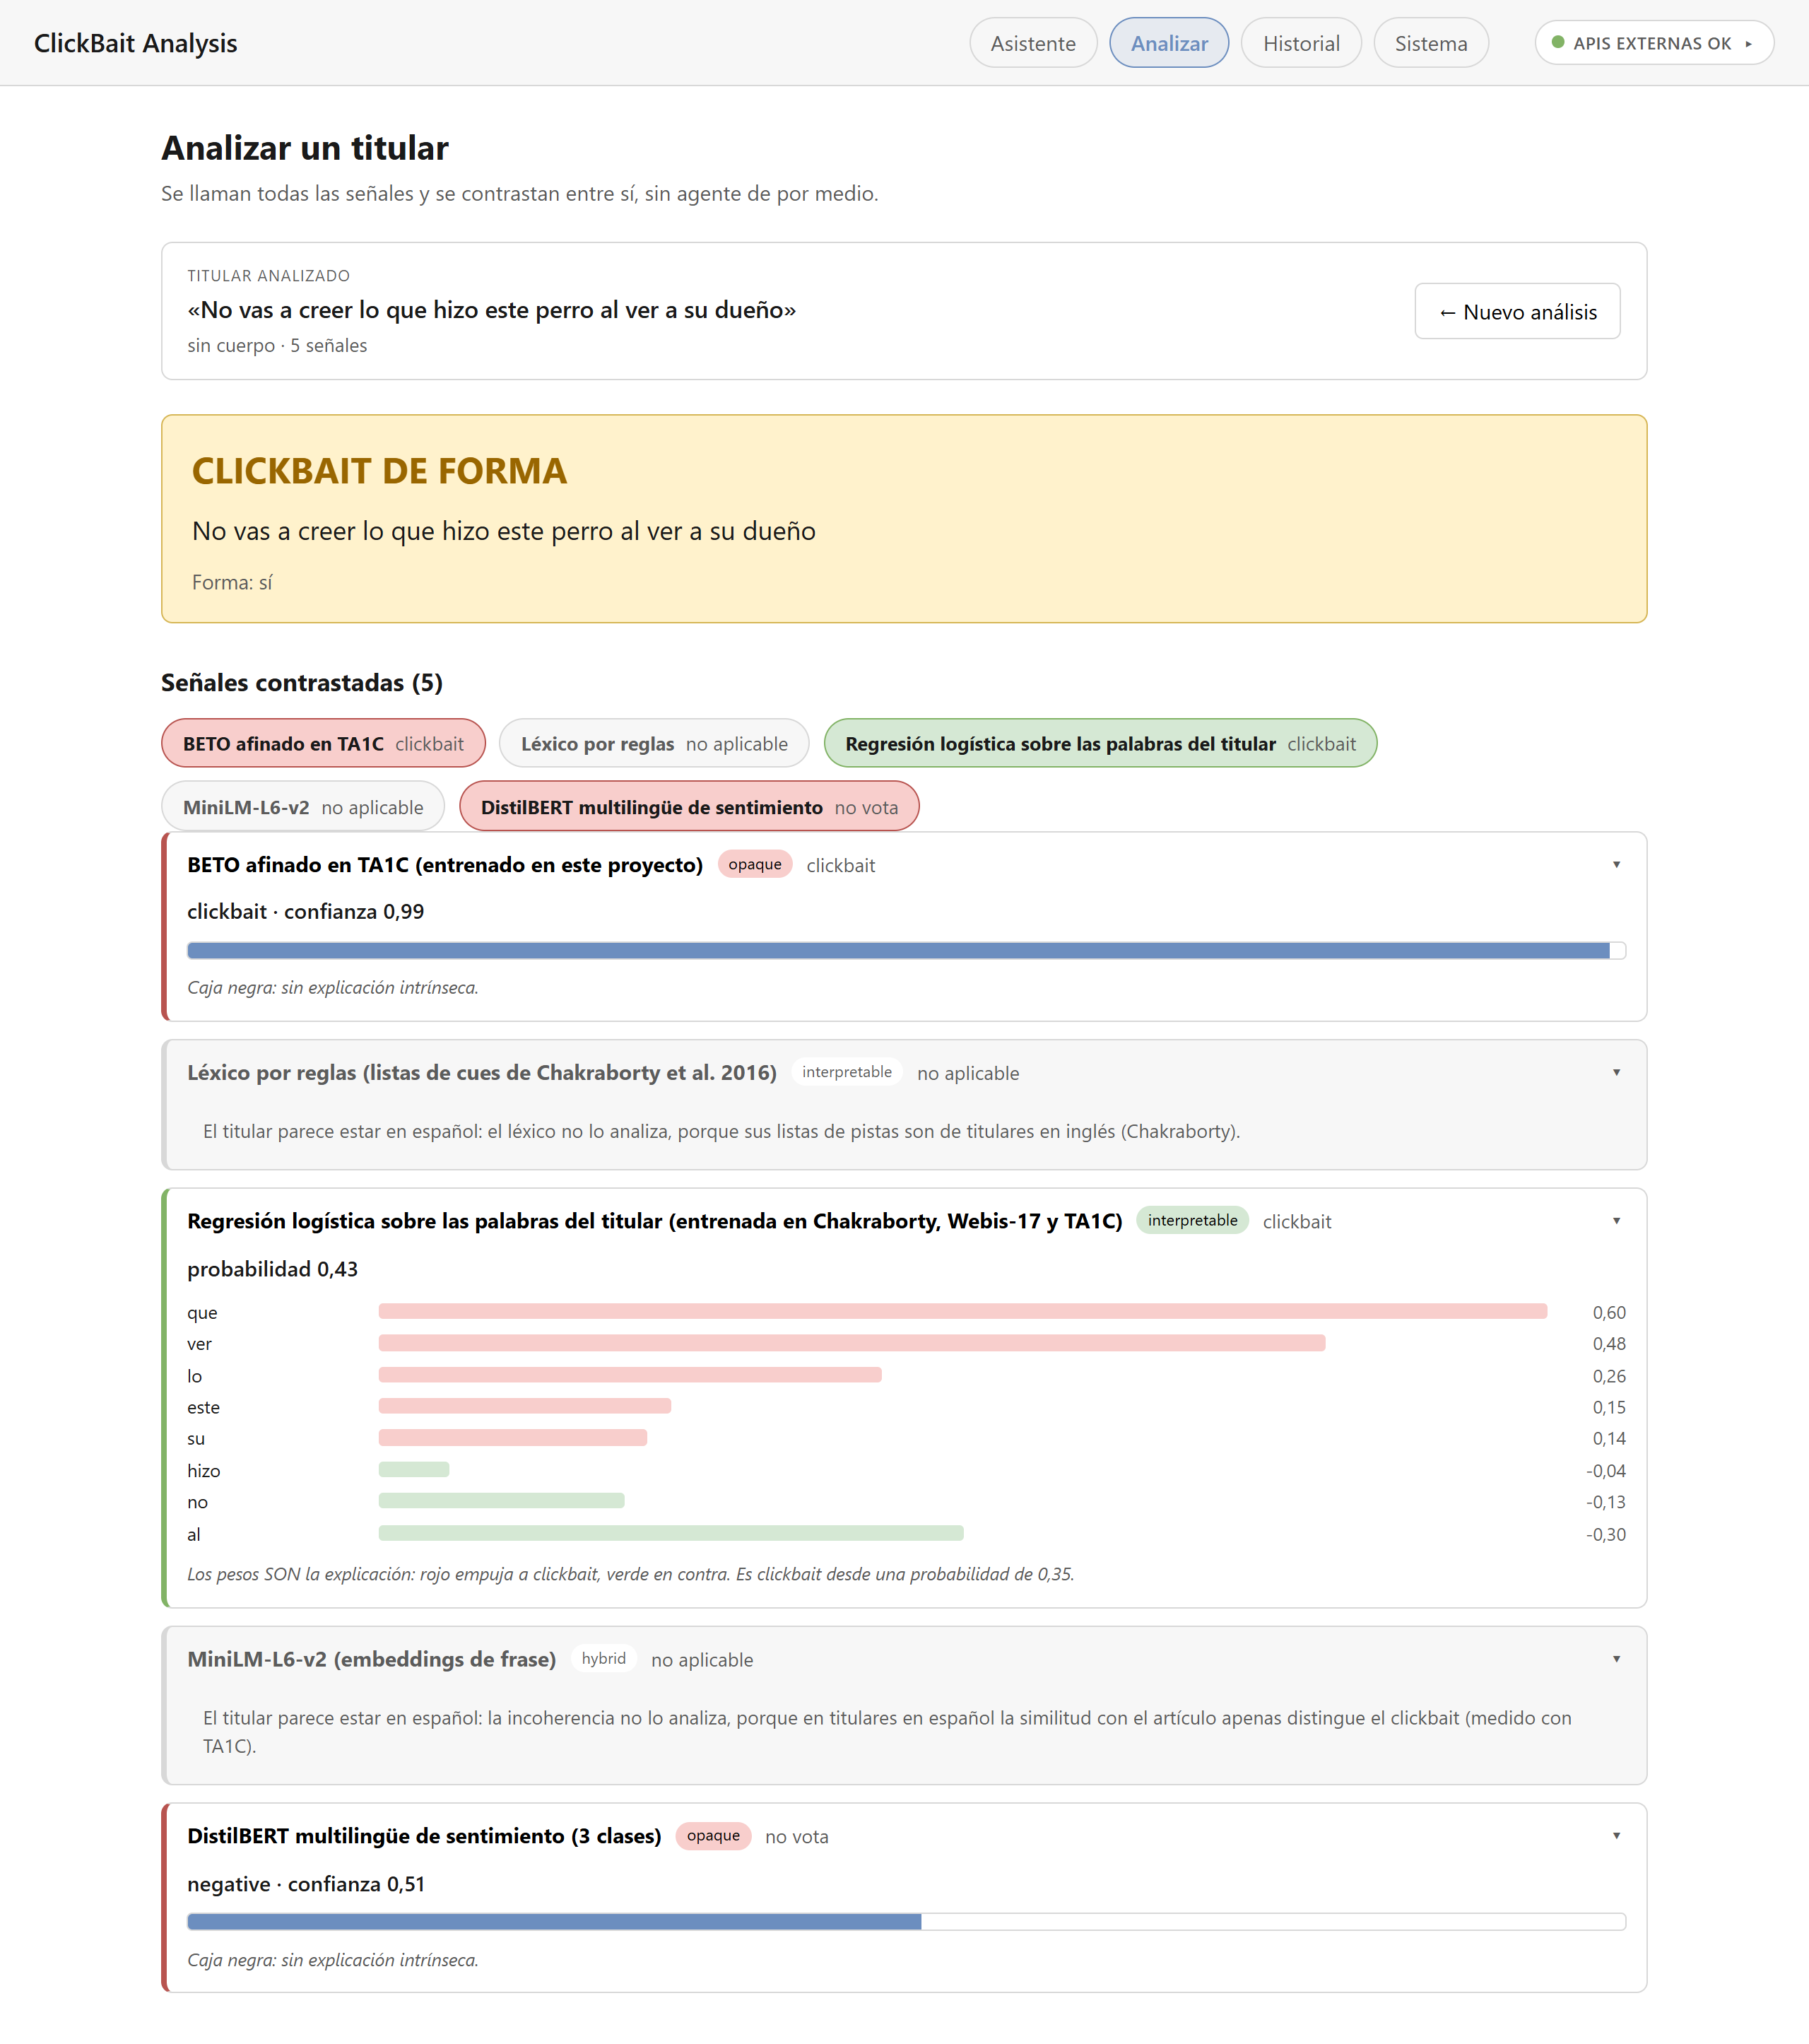 ClickBait Analysis
Asistente
Analizar
Historial
Sistema
APIS EXTERNAS OK ▸
Analizar un titular
Se llaman todas las señales y se contrastan entre sí, sin agente de por medio.
TITULAR ANALIZADO
«No vas a creer lo que hizo este perro al ver a su dueño»
sin cuerpo · 5 señales
← Nuevo análisis
CLICKBAIT DE FORMA
No vas a creer lo que hizo este perro al ver a su dueño
Forma: sí
Señales contrastadas (5)
BETO afinado en TA1C clickbait
Léxico por reglas no aplicable
Regresión logística sobre las palabras del titular clickbait
MiniLM-L6-v2 no aplicable
DistilBERT multilingüe de sentimiento no vota
BETO afinado en TA1C (entrenado en este proyecto) opaque clickbait ▾
clickbait · confianza 0,99
Caja negra: sin explicación intrínseca.
Léxico por reglas (listas de cues de Chakraborty et al. 2016) interpretable no aplicable ▾
El titular parece estar en español: el léxico no lo analiza, porque sus listas de pistas son de titulares en inglés (Chakraborty).
Regresión logística sobre las palabras del titular (entrenada en Chakraborty, Webis-17 y TA1C) interpretable clickbait ▾
probabilidad 0,43
que 0,60
ver 0,48
lo 0,26
este 0,15
su 0,14
hizo -0,04
no -0,13
al -0,30
Los pesos SON la explicación: rojo empuja a clickbait, verde en contra. Es clickbait desde una probabilidad de 0,35.
MiniLM-L6-v2 (embeddings de frase) hybrid no aplicable ▾
El titular parece estar en español: la incoherencia no lo analiza, porque en titulares en español la similitud con el artículo apenas distingue el clickbait (medido con
TA1C).
DistilBERT multilingüe de sentimiento (3 clases) opaque no vota ▾
negative · confianza 0,51
Caja negra: sin explicación intrínseca.